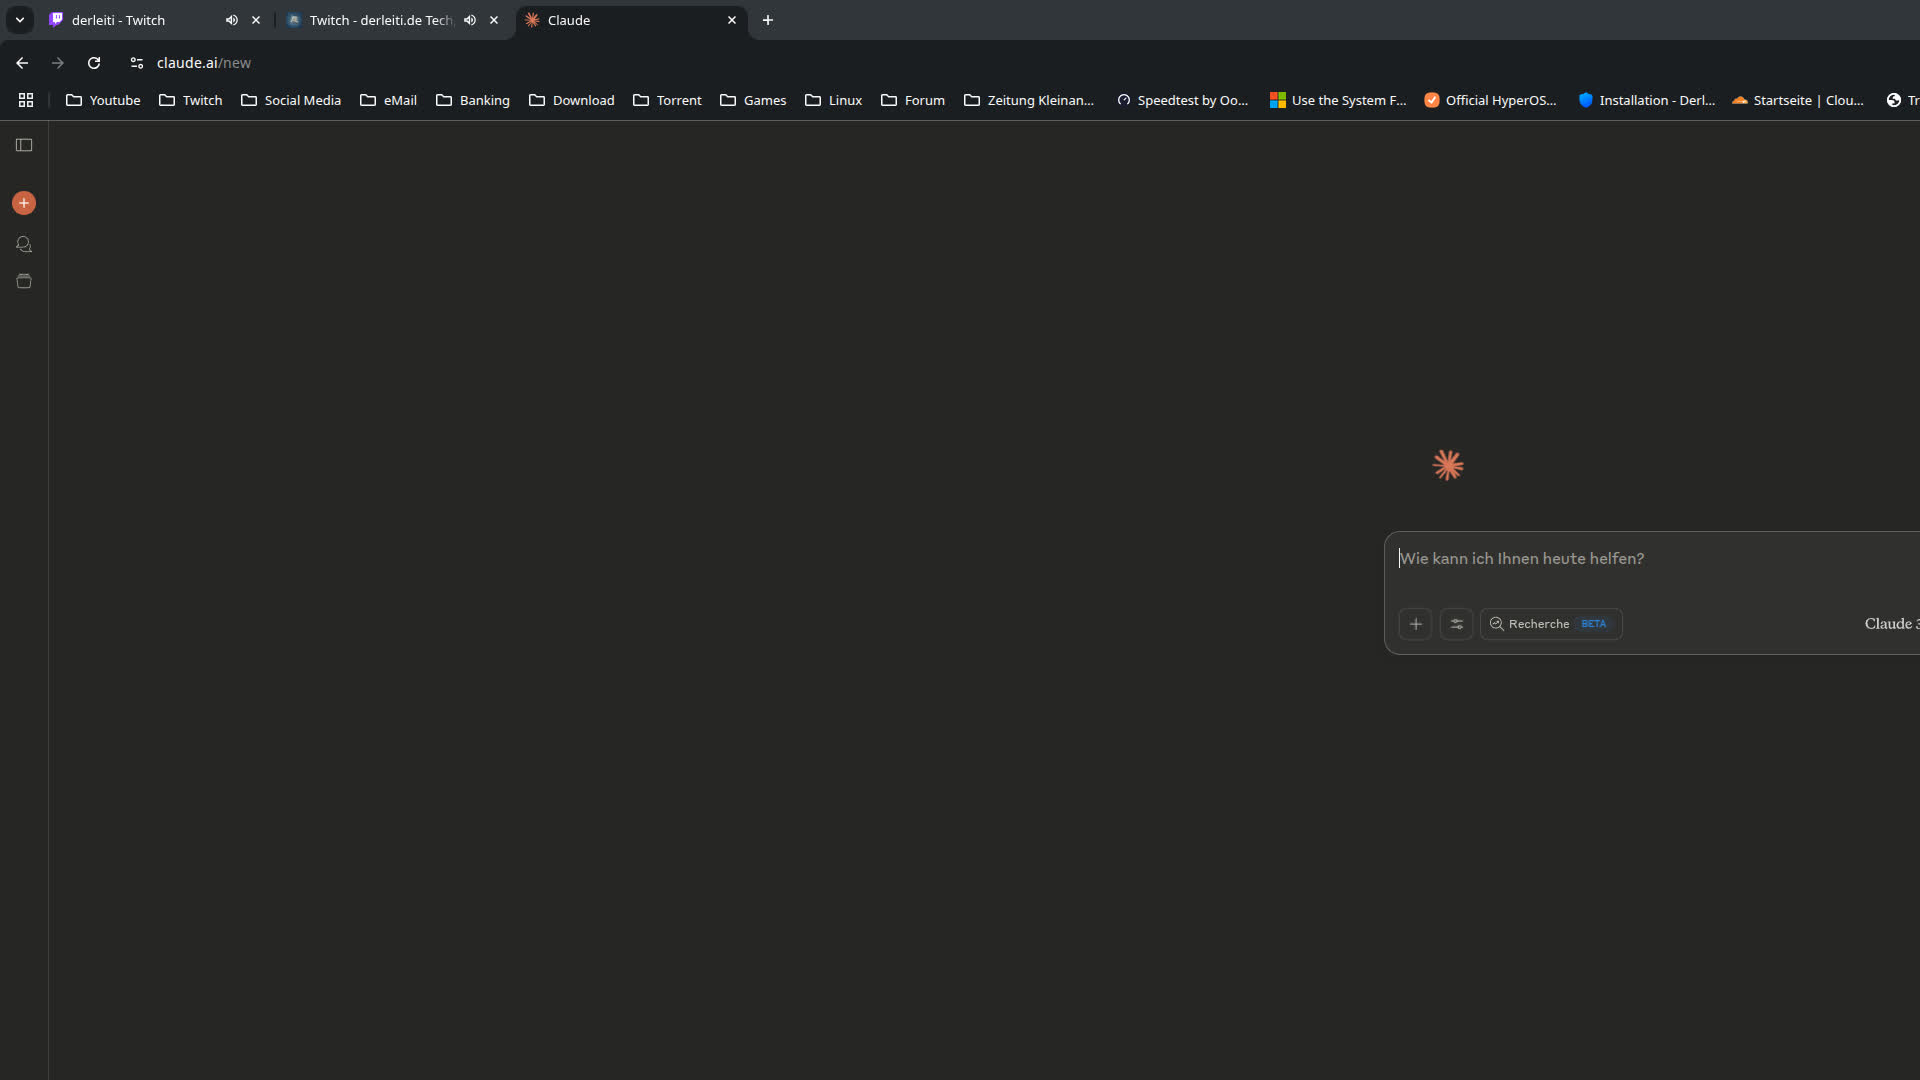 derleiti - Twitch
Twitch - derleiti.de Tech
Claude
claude.ai/new
Youtube
Twitch
Social Media
eMail
Banking
Download
Torrent
Games
Linux
Forum
Zeitung Kleinan...
Speedtest by Oo...
Use the System F...
Official HyperOS...
Installation - Derl...
Startseite | Clou...
Tr
Wie kann ich Ihnen heute helfen?
Recherche BETA
Claude 3